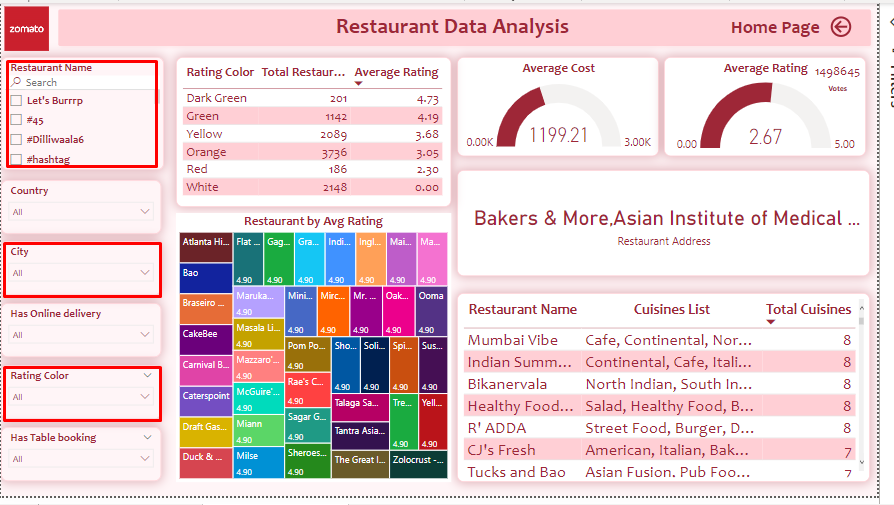 zomato
Restaurant Data Analysis
Home Page
Restaurant Name
Search
Let's Burrrp
#45
#Dilliwaala6
#hashtag
Country
All
City
All
Has Online delivery
All
Rating Color
All
Has Table booking
All
Rating Color Total Restaur... Average Rating
Dark Green 201 4.73
Green 1142 4.19
Yellow 2089 3.68
Orange 3736 3.05
Red 186 2.30
White 2148 0.00
Average Cost
1199.21
0.00K 3.00K
Average Rating
1498645
Votes
2.67
0.00 5.00
Bakers & More,Asian Institute of Medical ...
Restaurant Address
Restaurant by Avg Rating
Atlanta Hi...
Bao
Braseiro ...
CakeBee
Carnival B...
Caterspoint
Draft Gas...
Duck & ...
Flat ... 4.90
Gag... 4.90
Gra... 4.90
Indi... 4.90
Ingl... 4.90
Mai... 4.90
Ma... 4.90
Maruka... 4.90
Masala Li... 4.90
Mazzaro'... 4.90
McGuire'... 4.90
Miann 4.90
Milse 4.90
Mini... 4.90
Mirc... 4.90
Mr. ... 4.90
Oak... 4.90
Ooma 4.90
Pom Po... 4.90
Rae's C... 4.90
Sagar G... 4.90
Sheroes... 4.90
Sho... 4.90
Soli... 4.90
Spi... 4.90
Sus... 4.90
Talaga Sa...
Tantra Asia...
The Great I...
Tre... 4.90
Yell... 4.90
Zolocrust -...
Restaurant Name Cuisines List Total Cuisines
Mumbai Vibe Cafe, Continental, Nor... 8
Indian Summ... Continental, Cafe, Itali... 8
Bikanervala North Indian, South In... 8
Healthy Food... Salad, Healthy Food, B... 8
R' ADDA Street Food, Burger, D... 8
CJ's Fresh American, Italian, Bak... 7
Tucks and Bao Asian Fusion, Pub Foo... 7